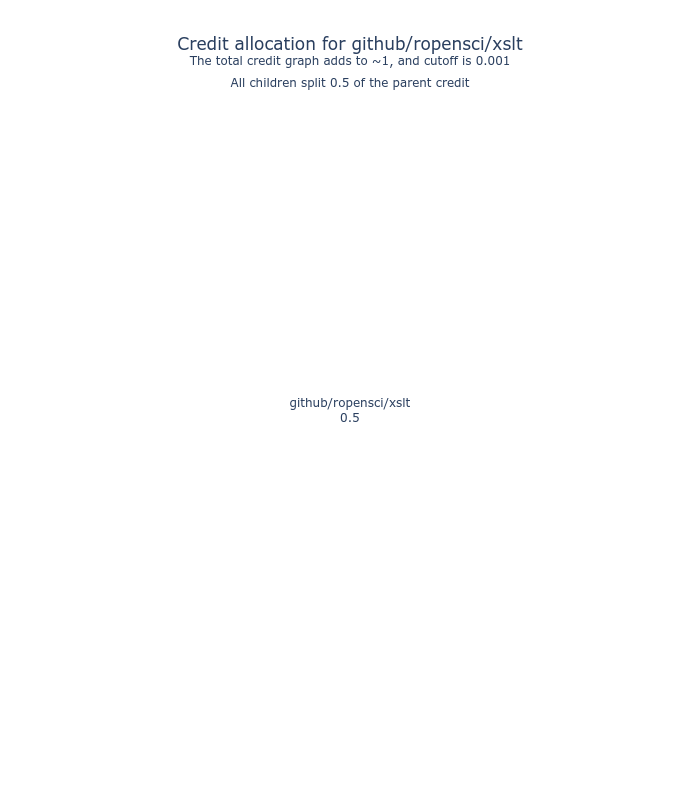 Credit allocation for github/ropensci/xslt
The total credit graph adds to ~1, and cutoff is 0.001
All children split 0.5 of the parent credit
github/ropensci/xslt
0.5